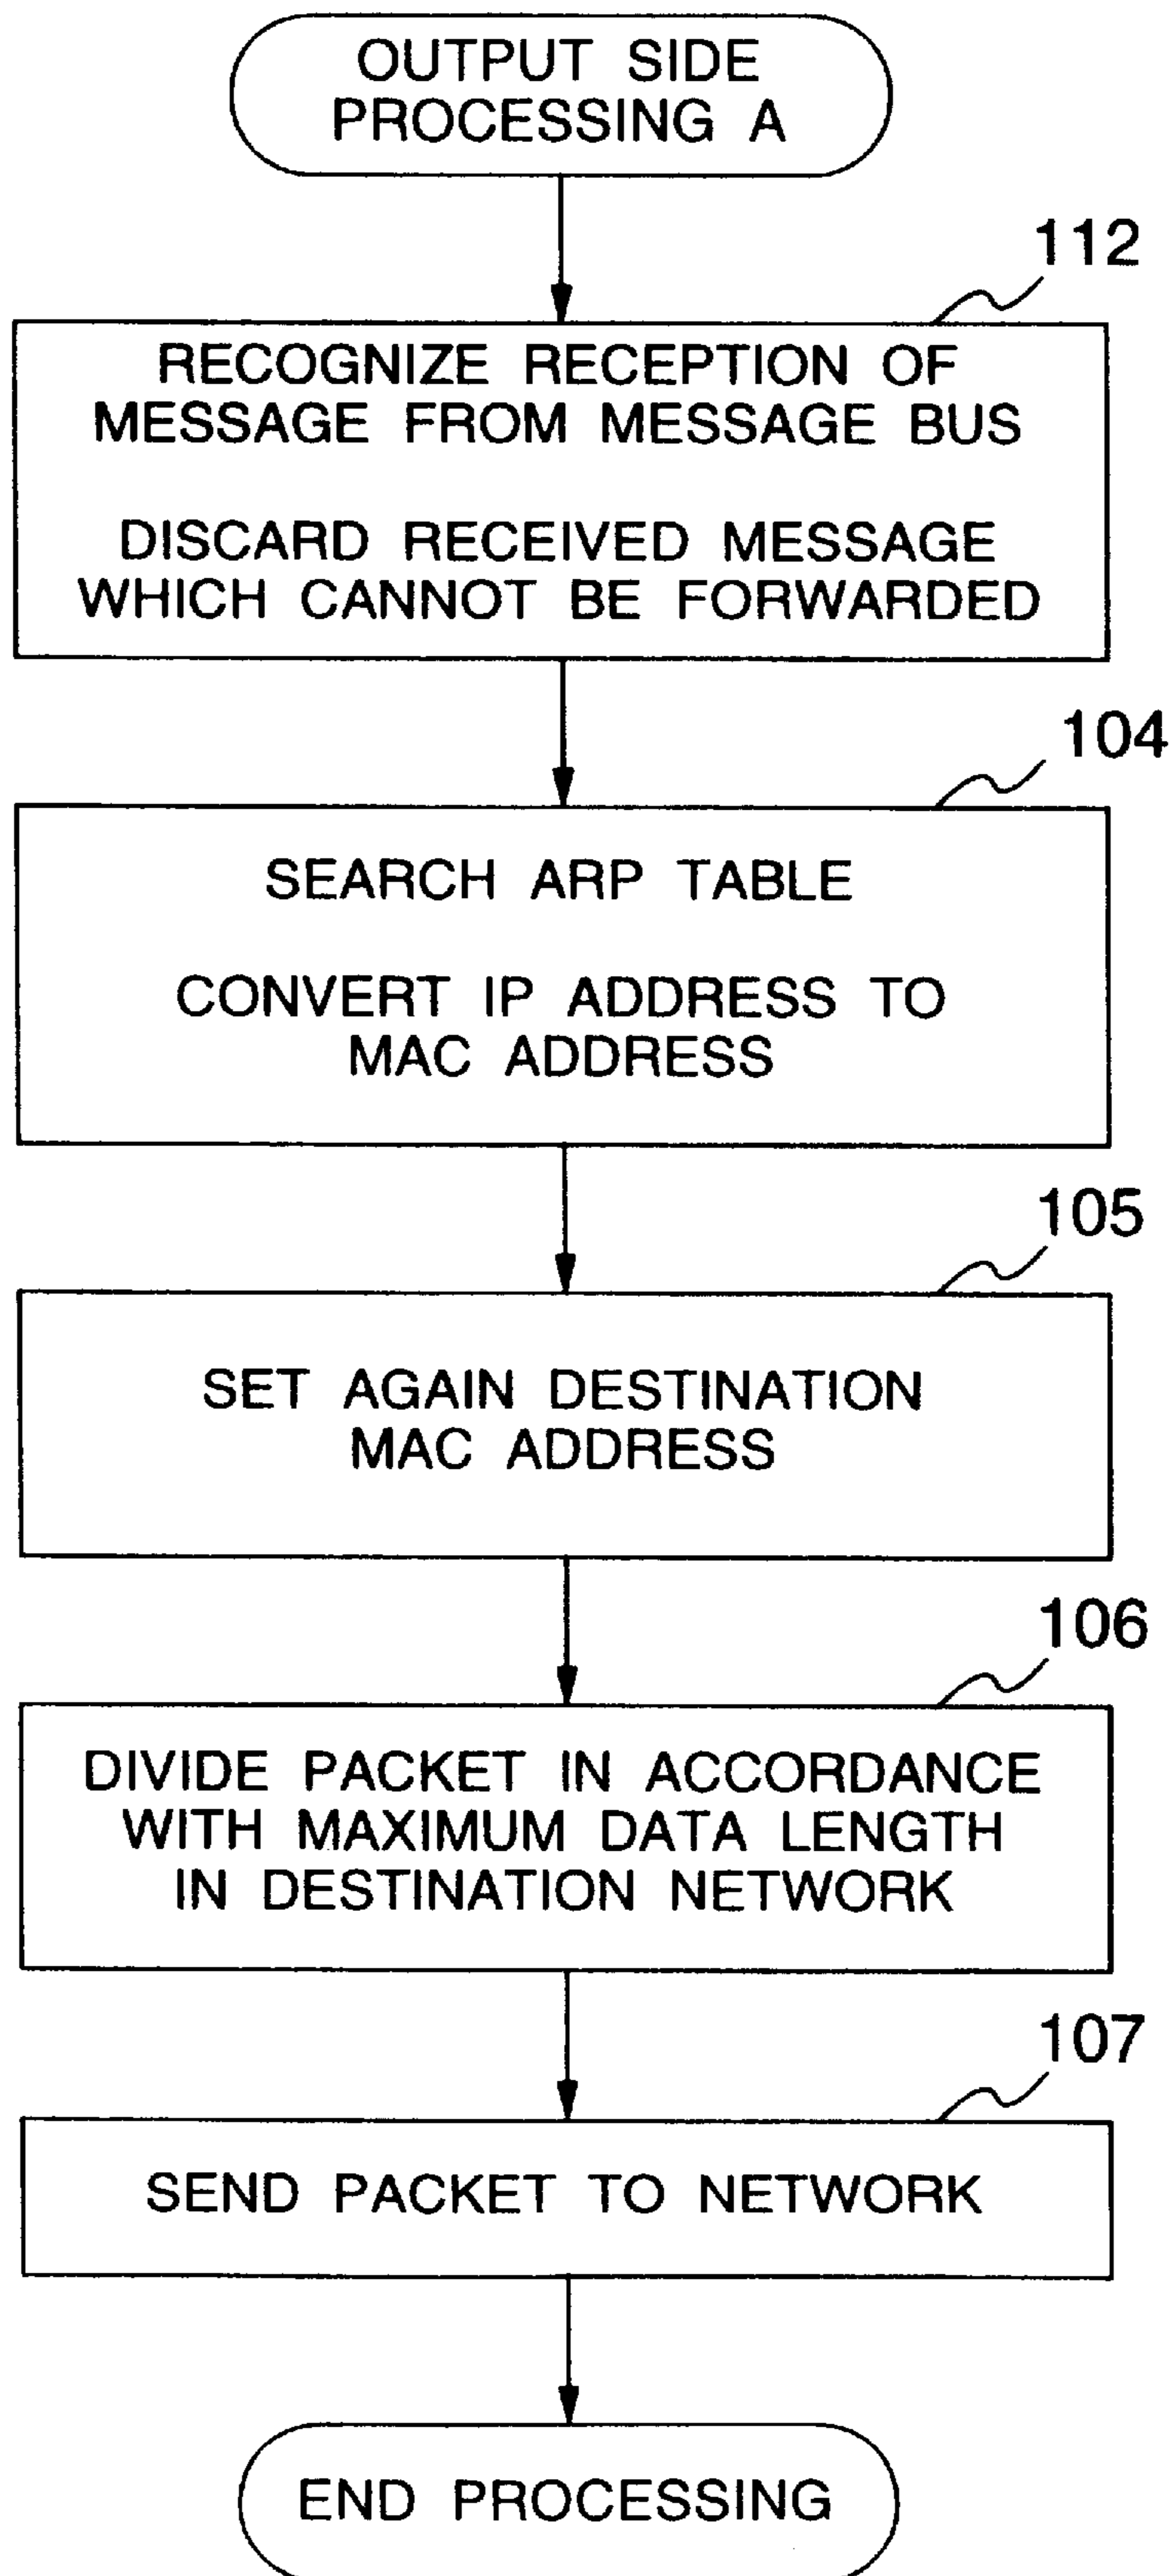 OUTPUT SIDE
PROCESSING A
112
RECOGNIZE RECEPTION OF
MESSAGE FROM MESSAGE BUS
DISCARD RECEIVED MESSAGE
WHICH CANNOT BE FORWARDED
104
SEARCH ARP TABLE
CONVERT IP ADDRESS TO
MAC ADDRESS
105
SET AGAIN DESTINATION
MAC ADDRESS
106
DIVIDE PACKET IN ACCORDANCE
WITH MAXIMUM DATA LENGTH
IN DESTINATION NETWORK
107
SEND PACKET TO NETWORK
END PROCESSING